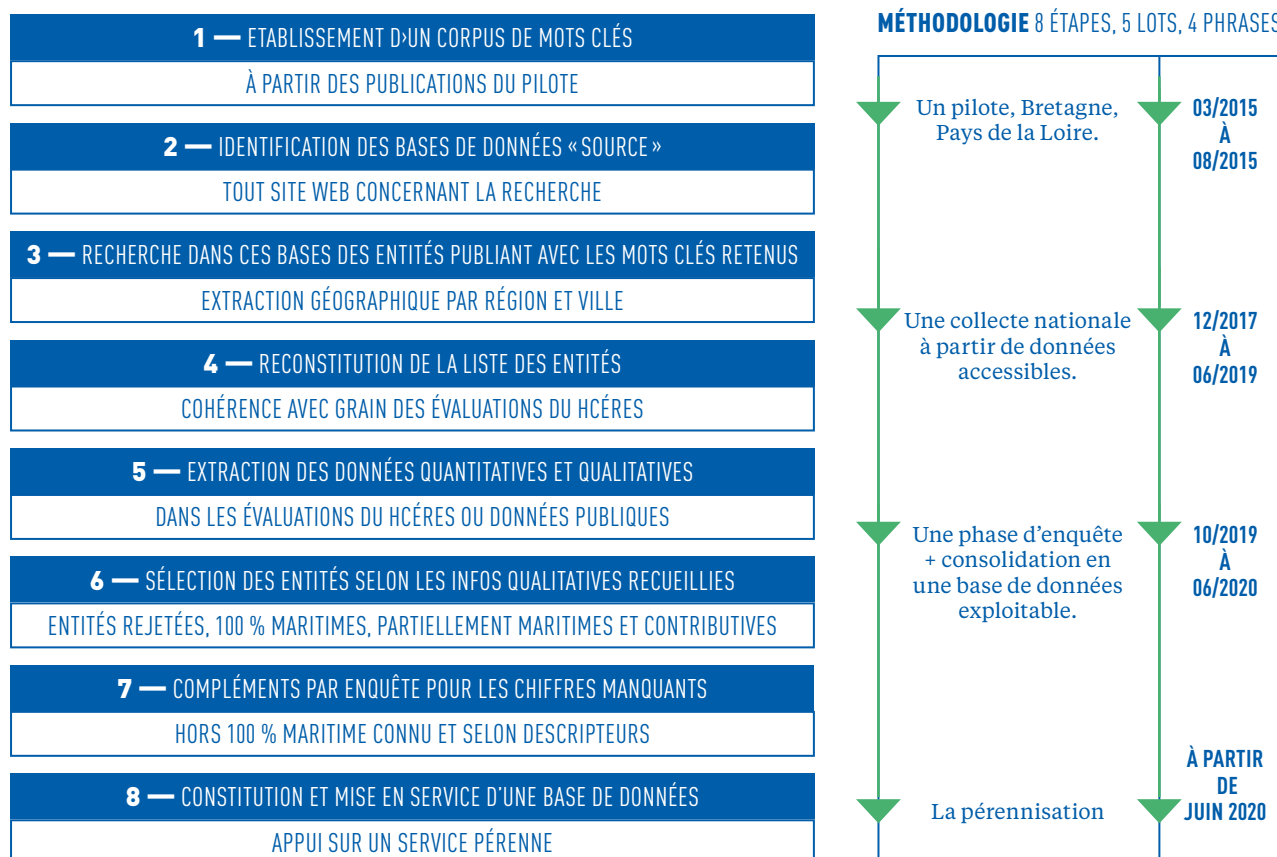 1 — ETABLISSEMENT D›UN CORPUS DE MOTS CLÉS
À PARTIR DES PUBLICATIONS DU PILOTE
2 — IDENTIFICATION DES BASES DE DONNÉES « SOURCE »
TOUT SITE WEB CONCERNANT LA RECHERCHE
3 — RECHERCHE DANS CES BASES DES ENTITÉS PUBLIANT AVEC LES MOTS CLÉS RETENUS
EXTRACTION GÉOGRAPHIQUE PAR RÉGION ET VILLE
4 — RECONSTITUTION DE LA LISTE DES ENTITÉS
COHÉRENCE AVEC GRAIN DES ÉVALUATIONS DU HCÉRES
5 — EXTRACTION DES DONNÉES QUANTITATIVES ET QUALITATIVES
DANS LES ÉVALUATIONS DU HCÉRES OU DONNÉES PUBLIQUES
6 — SÉLECTION DES ENTITÉS SELON LES INFOS QUALITATIVES RECUEILLIES
ENTITÉS REJETÉES, 100 % MARITIMES, PARTIELLEMENT MARITIMES ET CONTRIBUTIVES
7 — COMPLÉMENTS PAR ENQUÊTE POUR LES CHIFFRES MANQUANTS
HORS 100 % MARITIME CONNU ET SELON DESCRIPTEURS
8 — CONSTITUTION ET MISE EN SERVICE D'UNE BASE DE DONNÉES
APPUI SUR UN SERVICE PÉRENNE
MÉTHODOLOGIE 8 ÉTAPES, 5 LOTS, 4 PHRASES
Un pilote, Bretagne,
Pays de la Loire.
03/2015
À
08/2015
Une collecte nationale
à partir de données
accessibles.
12/2017
À
06/2019
Une phase d'enquête
+ consolidation en
une base de données
exploitable.
10/2019
À
06/2020
La pérennisation
À PARTIR
DE
JUIN 2020